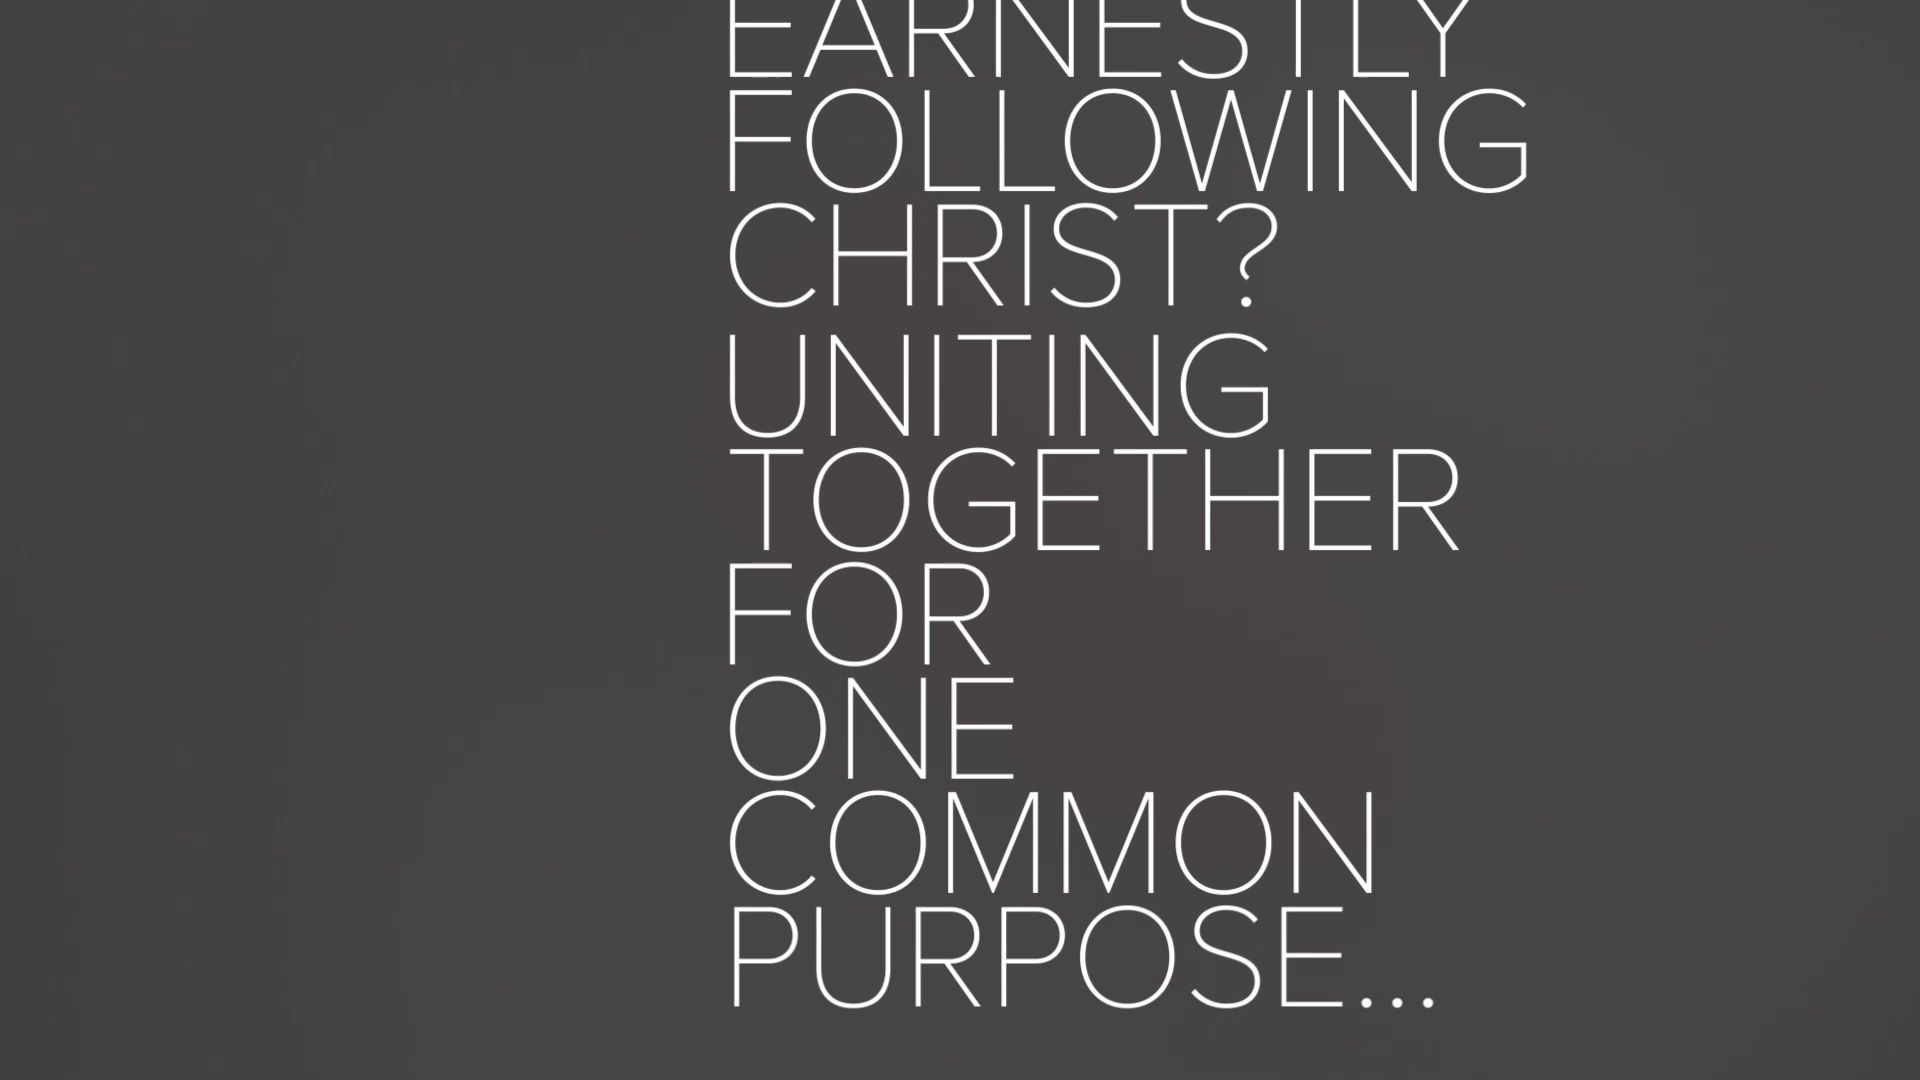 EARNESTLY
FOLLOWING
CHRIST?
UNITING
TOGETHER
FOR
ONE
COMMON
PURPOSE...